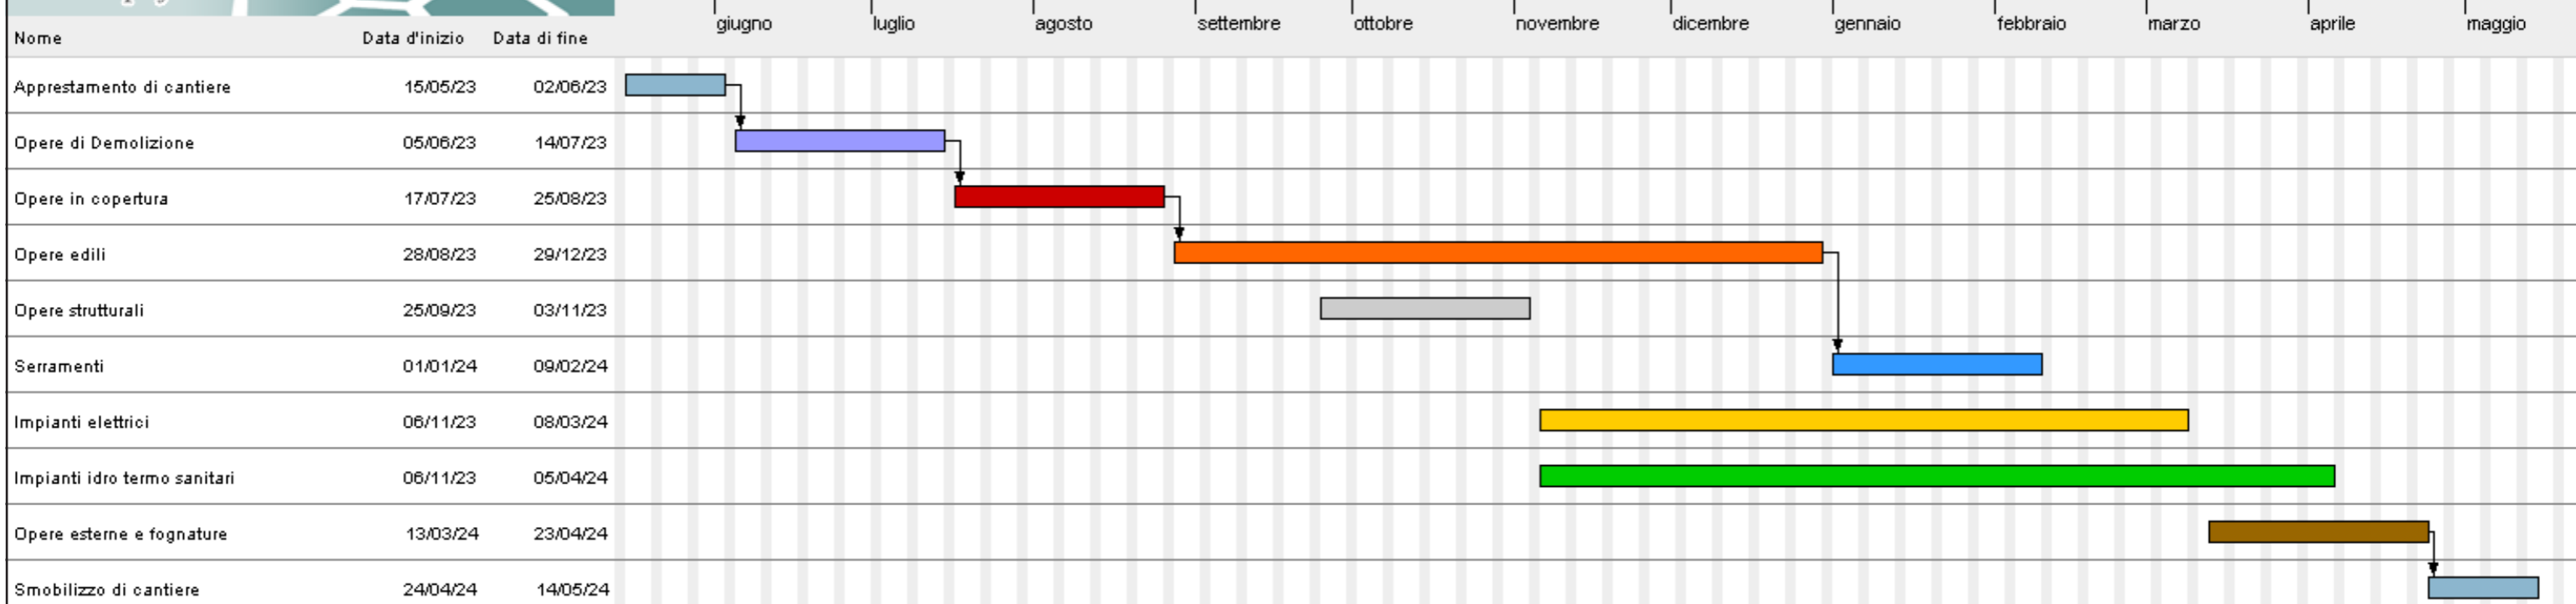 giugno luglio agosto settembre ottobre novembre dicembre gennaio febbraio marzo aprile maggio
Nome Data d'inizio Data di fine
Apprestamento di cantiere 15/05/23 02/06/23
Opere di Demolizione 05/06/23 14/07/23
Opere in copertura 17/07/23 25/08/23
Opere edili 28/08/23 29/12/23
Opere strutturali 25/09/23 03/11/23
Serramenti 01/01/24 09/02/24
Impianti elettrici 06/11/23 08/03/24
Impianti idro termo sanitari 06/11/23 05/04/24
Opere esterne e fognature 13/03/24 23/04/24
Smobilizzo di cantiere 24/04/24 14/05/24